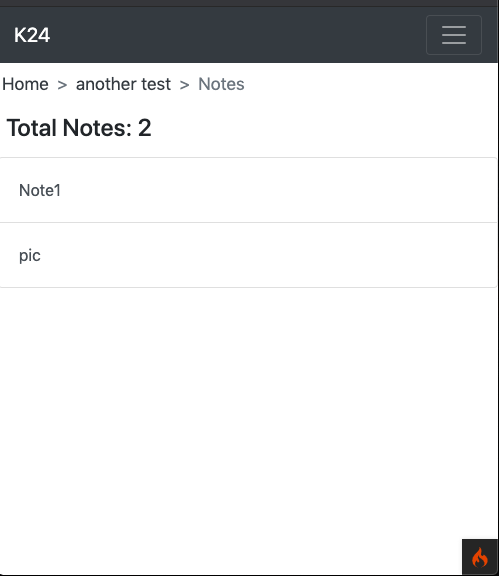 K24
Home > another test > Notes
Total Notes: 2
Note1
pic